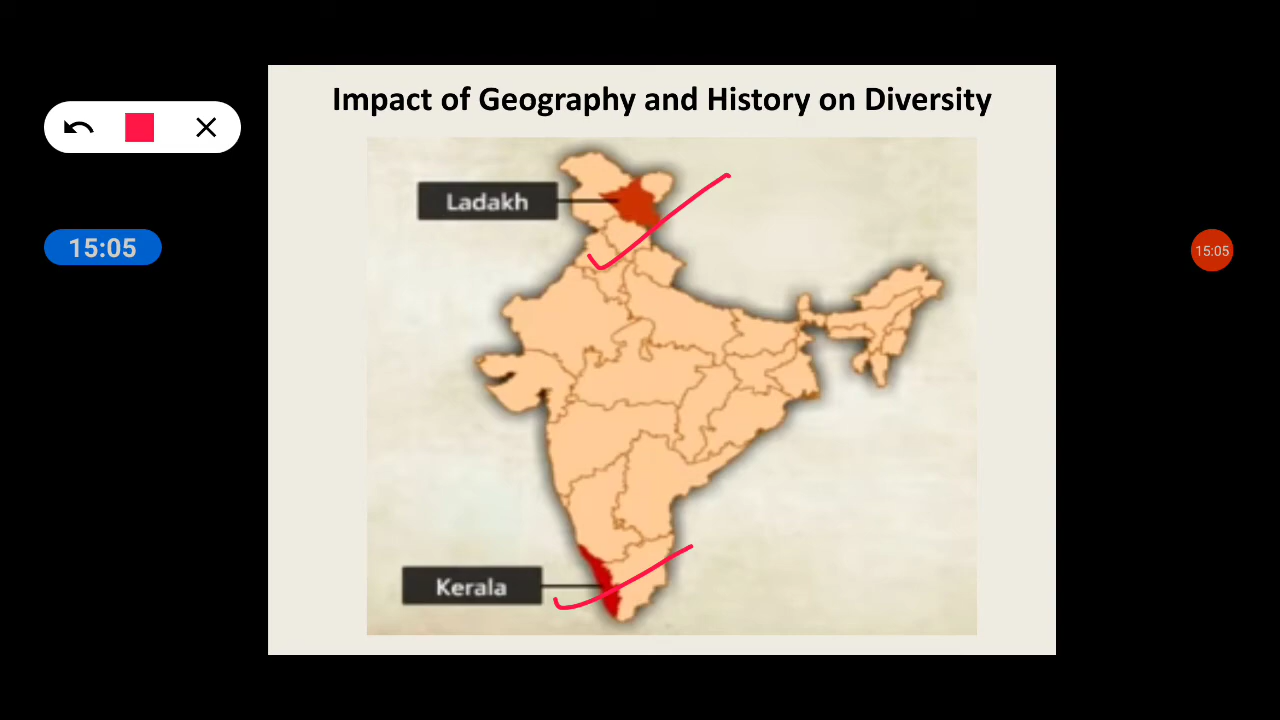 Impact of Geography and History on Diversity
Ladakh
15:05
15:05
Kerala